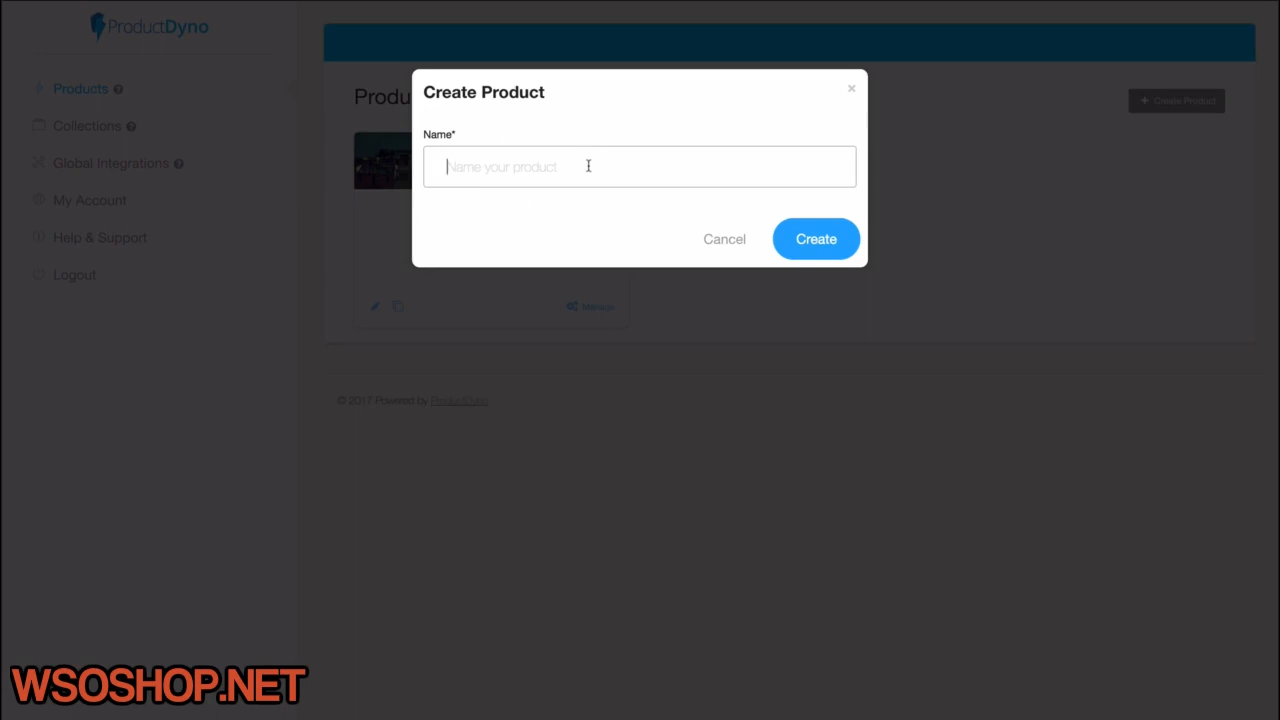 ProductDyno
Products
Collections
Global Integrations
My Account
Help & Support
Logout
Produ
Create Product
Create Product
×
Name*
Name your product
Cancel
Create
Manage
© 2017 Powered by ProductDyno
WSOSHOP.NET